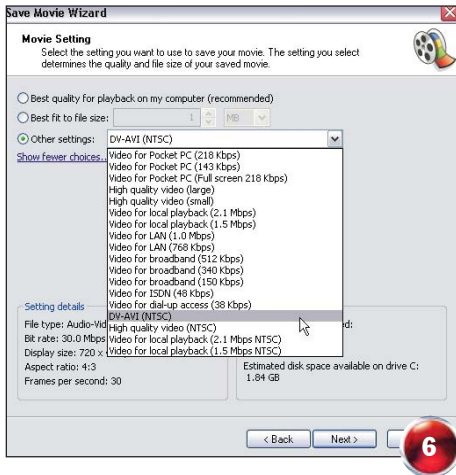 Save Movie Wizard
Movie Setting
Select the setting you want to use to save your movie. The setting you select
determines the quality and file size of your saved movie.
Best quality for playback on my computer (recommended)
Best fit to file size:
1
MB
Other settings:
DV-AVI (NTSC)
Show fewer choices...
Video for Pocket PC (218 Kbps)
Video for Pocket PC (143 Kbps)
Video for Pocket PC (Full screen 218 Kbps)
High quality video (large)
High quality video (small)
Video for local playback (2.1 Mbps)
Video for local playback (1.5 Mbps)
Video for LAN (1.0 Mbps)
Video for LAN (768 Kbps)
Video for broadband (512 Kbps)
Video for broadband (340 Kbps)
Video for broadband (150 Kbps)
Video for ISDN (48 Kbps)
Video for dial-up access (38 Kbps)
DV-AVI (NTSC)
High quality video (NTSC)
Video for local playback (2.1 Mbps NTSC)
Video for local playback (1.5 Mbps NTSC)
Setting details
File type: Audio-Vid
Bit rate: 30.0 Mbps
Display size: 720 x
Aspect ratio: 4:3
Frames per second: 30
ed:
Estimated disk space available on drive C:
1.84 GB
< Back
Next >
6